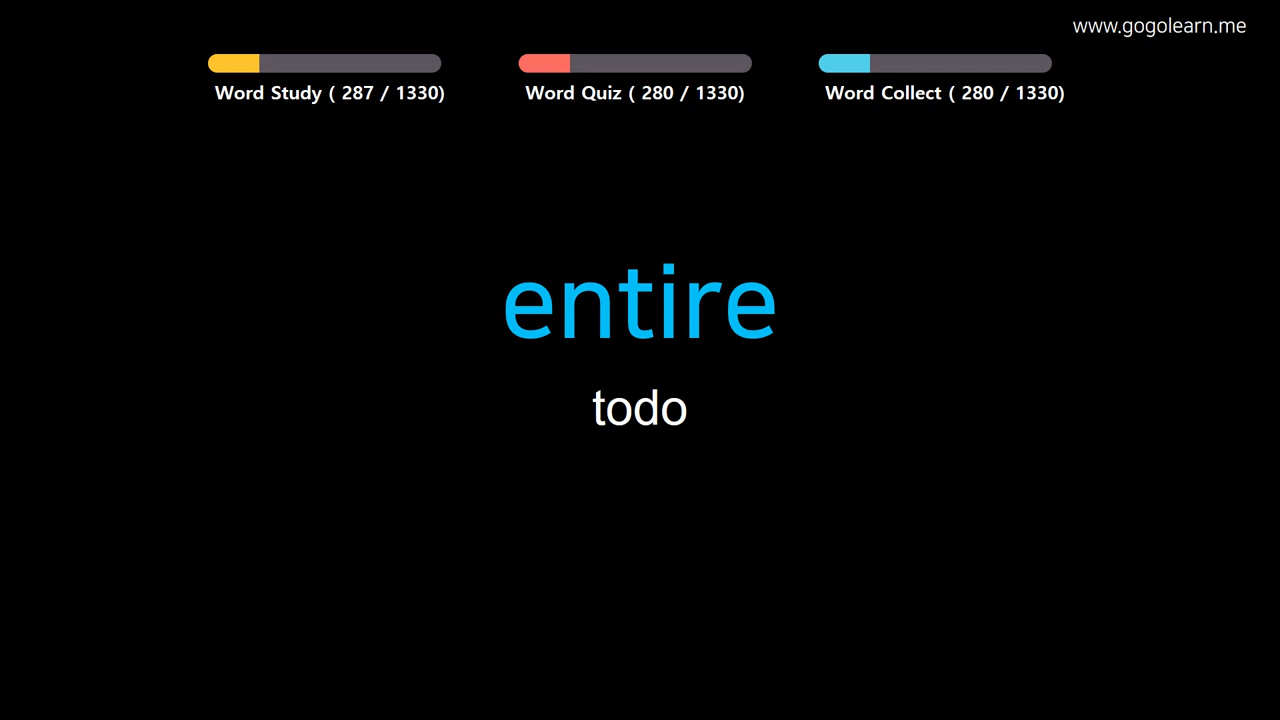 www.gogolearn.me
Word Study ( 287 / 1330)
Word Quiz ( 280 / 1330)
Word Collect ( 280 / 1330)
entire
todo